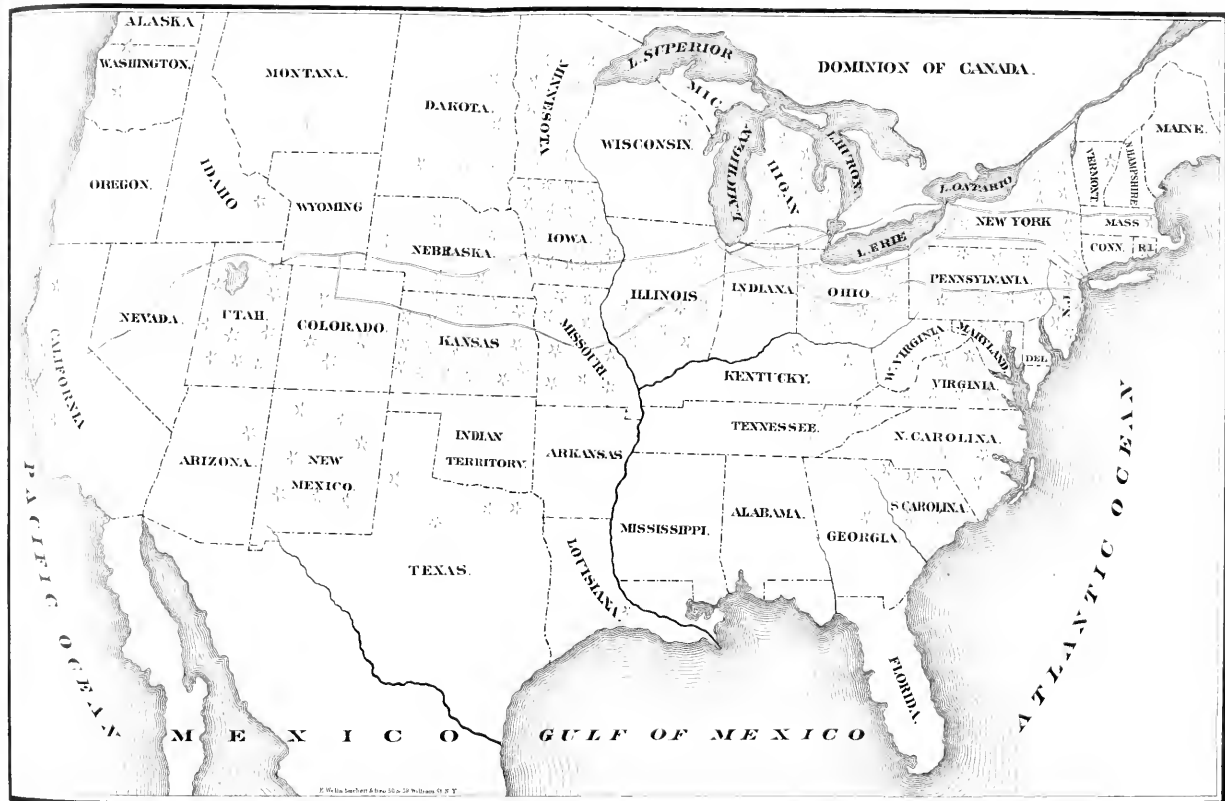 ALASKA
WASHINGTON.
MONTANA.
DAKOTA.
MINNESOTA
L. SUPERIOR
DOMINION OF CANADA.
OREGON.
IDAHO
WYOMING
WISCONSIN.
MIC
HIGAN
L. MICHIGAN
L. HURON.
L. ONTARIO
VERMONT
N. HAMPSHIRE
MAINE.
NEBRASKA.
IOWA.
L. ERIE
NEW YORK
MASS
CONN.
R.I.
NEVADA.
UTAH.
COLORADO.
KANSAS
MISSOURI.
ILLINOIS
INDIANA.
OHIO.
PENNSYLVANIA.
N.J.
CALIFORNIA
KENTUCKY.
W. VIRGINIA
MARYLAND.
DEL
VIRGINIA.
ARIZONA.
NEW
MEXICO.
INDIAN
TERRITORY.
ARKANSAS
TENNESSEE.
N. CAROLINA.
TEXAS.
LOUISIANA.
MISSISSIPPI.
ALABAMA.
GEORGIA.
S CAROLINA.
FLORIDA.
PACIFIC OCEAN
MEXICO
GULF OF MEXICO
ATLANTIC OCEAN